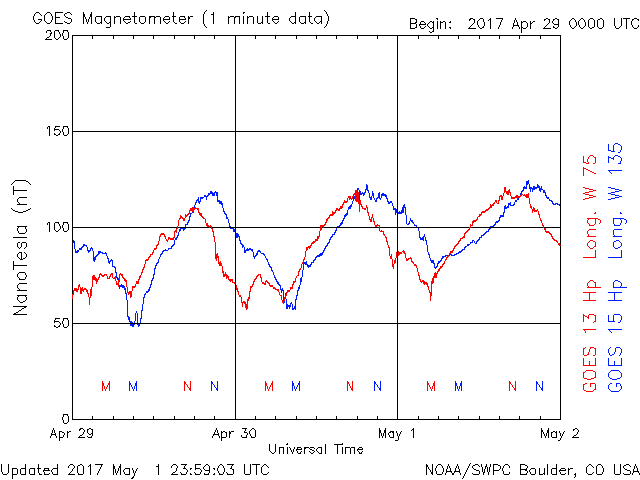 GOES Magnetometer (1 minute data)
Begin: 2017 Apr 29 0000 UTC
200
150
100
50
0
NanoTesla (nT)
M M N N M M N N M M N N
Apr 29 Apr 30 May 1 May 2
Universal Time
GOES 13 Hp Long. W 75
GOES 15 Hp Long. W 135
Updated 2017 May 1 23:59:03 UTC
NOAA/SWPC Boulder, CO USA